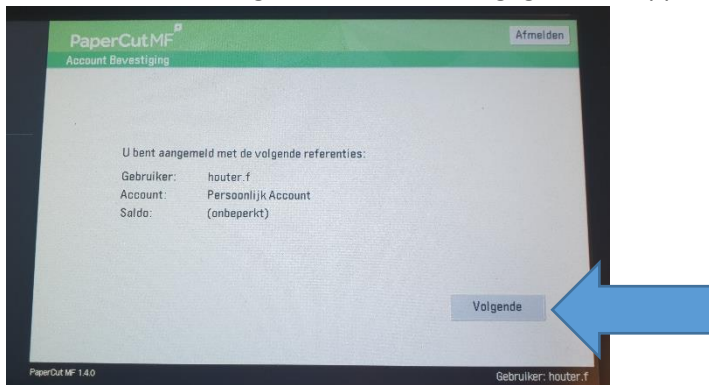 PaperCut MF
Afmelden
Account Bevestiging
U bent aangemeld met de volgende referenties:
Gebruiker: houter.f
Account: Persoonlijk Account
Saldo: (onbeperkt)
Volgende
PaperCut MF 1.4.0
Gebruiker: houter.f